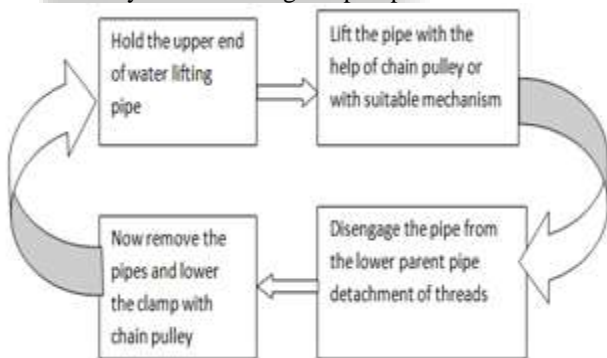 Hold the upper end
of water lifting
pipe
Lift the pipe with the
help of chain pulley or
with suitable mechanism
Now remove the
pipes and lower
the clamp with
chain pulley
Disengage the pipe from
the lower parent pipe
detachment of threads